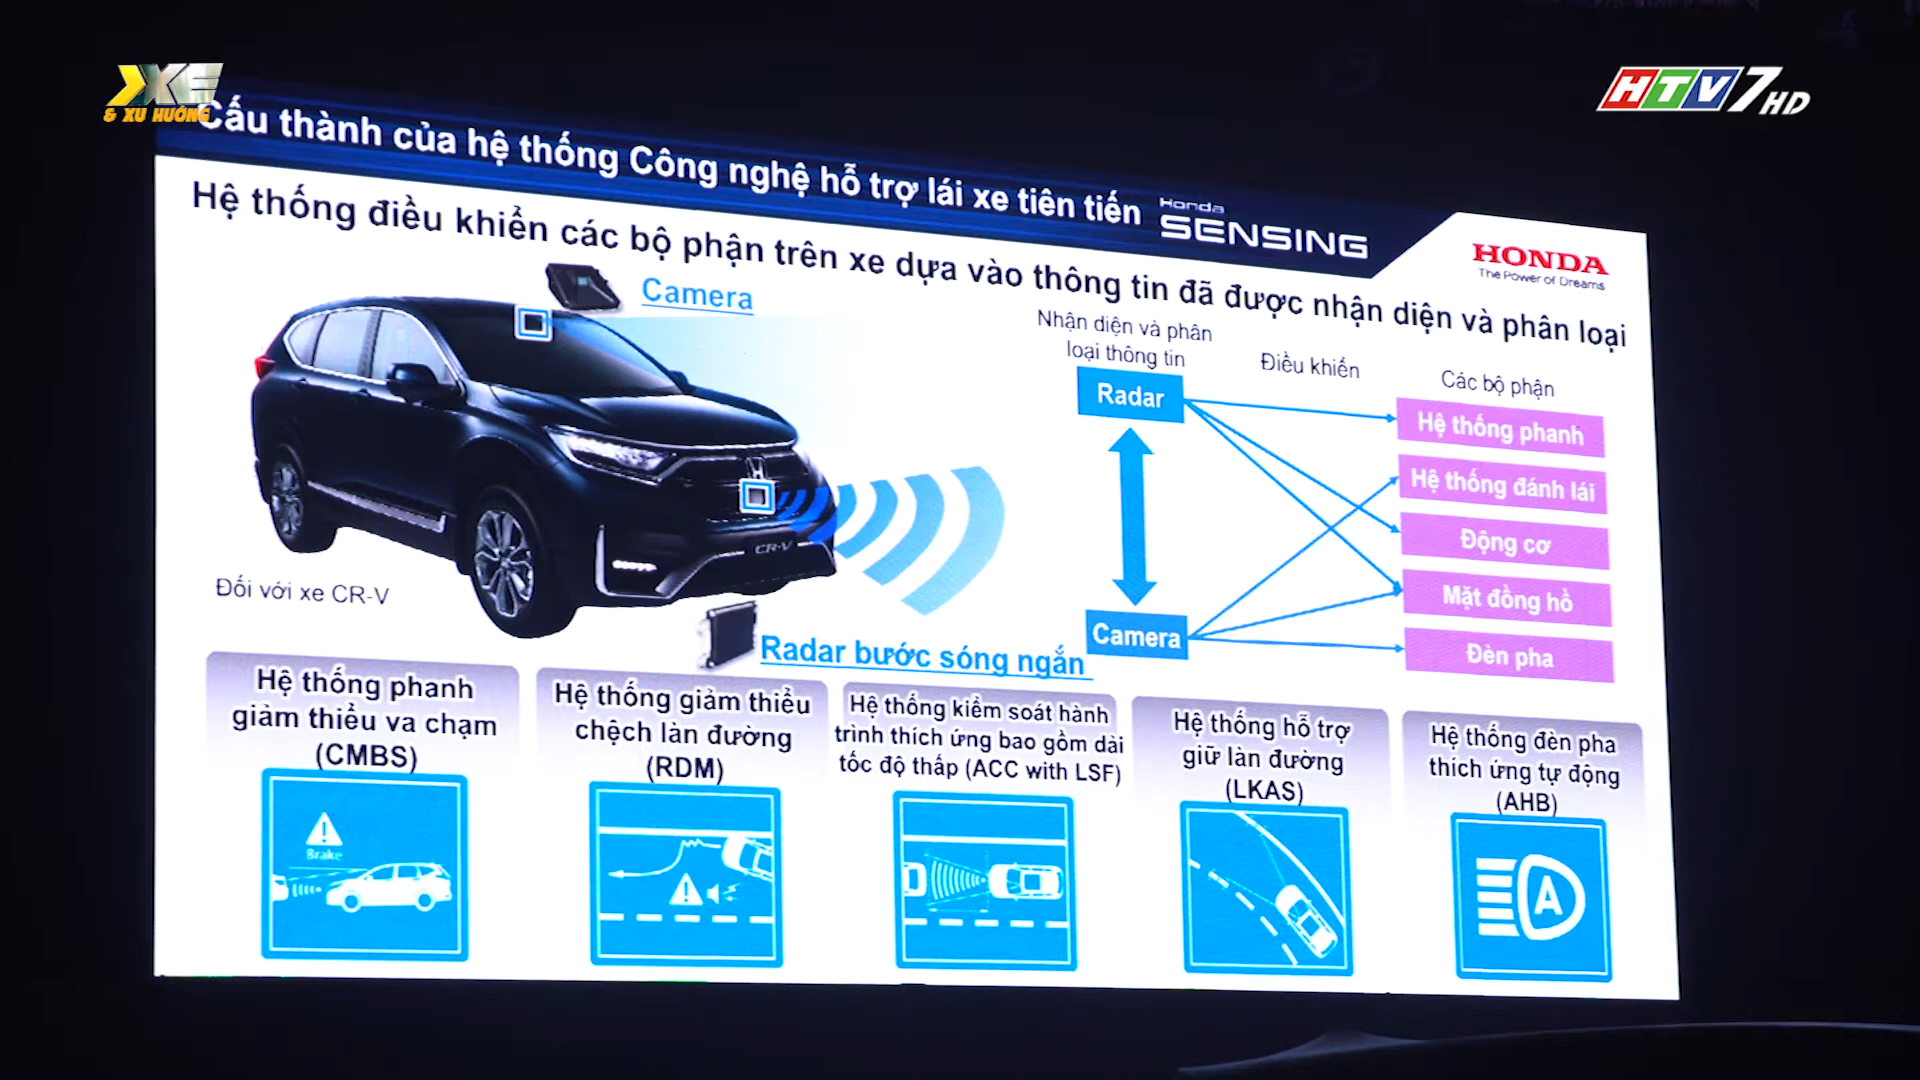 XE
& XU HƯỚNG
HTV7 HD
Cấu thành của hệ thống Công nghệ hỗ trợ lái xe tiên tiến Honda SENSING
HONDA
The Power of Dreams
Hệ thống điều khiển các bộ phận trên xe dựa vào thông tin đã được nhận diện và phân loại
Camera
Nhận diện và phân
loại thông tin
Điều khiển
Các bộ phận
Radar
Hệ thống phanh
Hệ thống đánh lái
Động cơ
Mặt đồng hồ
Đèn pha
Camera
CR-V
Đối với xe CR-V
Radar bước sóng ngắn
Hệ thống phanh
giảm thiểu va chạm
(CMBS)
Brake
Hệ thống giảm thiểu
chệch làn đường
(RDM)
Hệ thống kiểm soát hành
trình thích ứng bao gồm dải
tốc độ thấp (ACC with LSF)
Hệ thống hỗ trợ
giữ làn đường
(LKAS)
Hệ thống đèn pha
thích ứng tự động
(AHB)
A